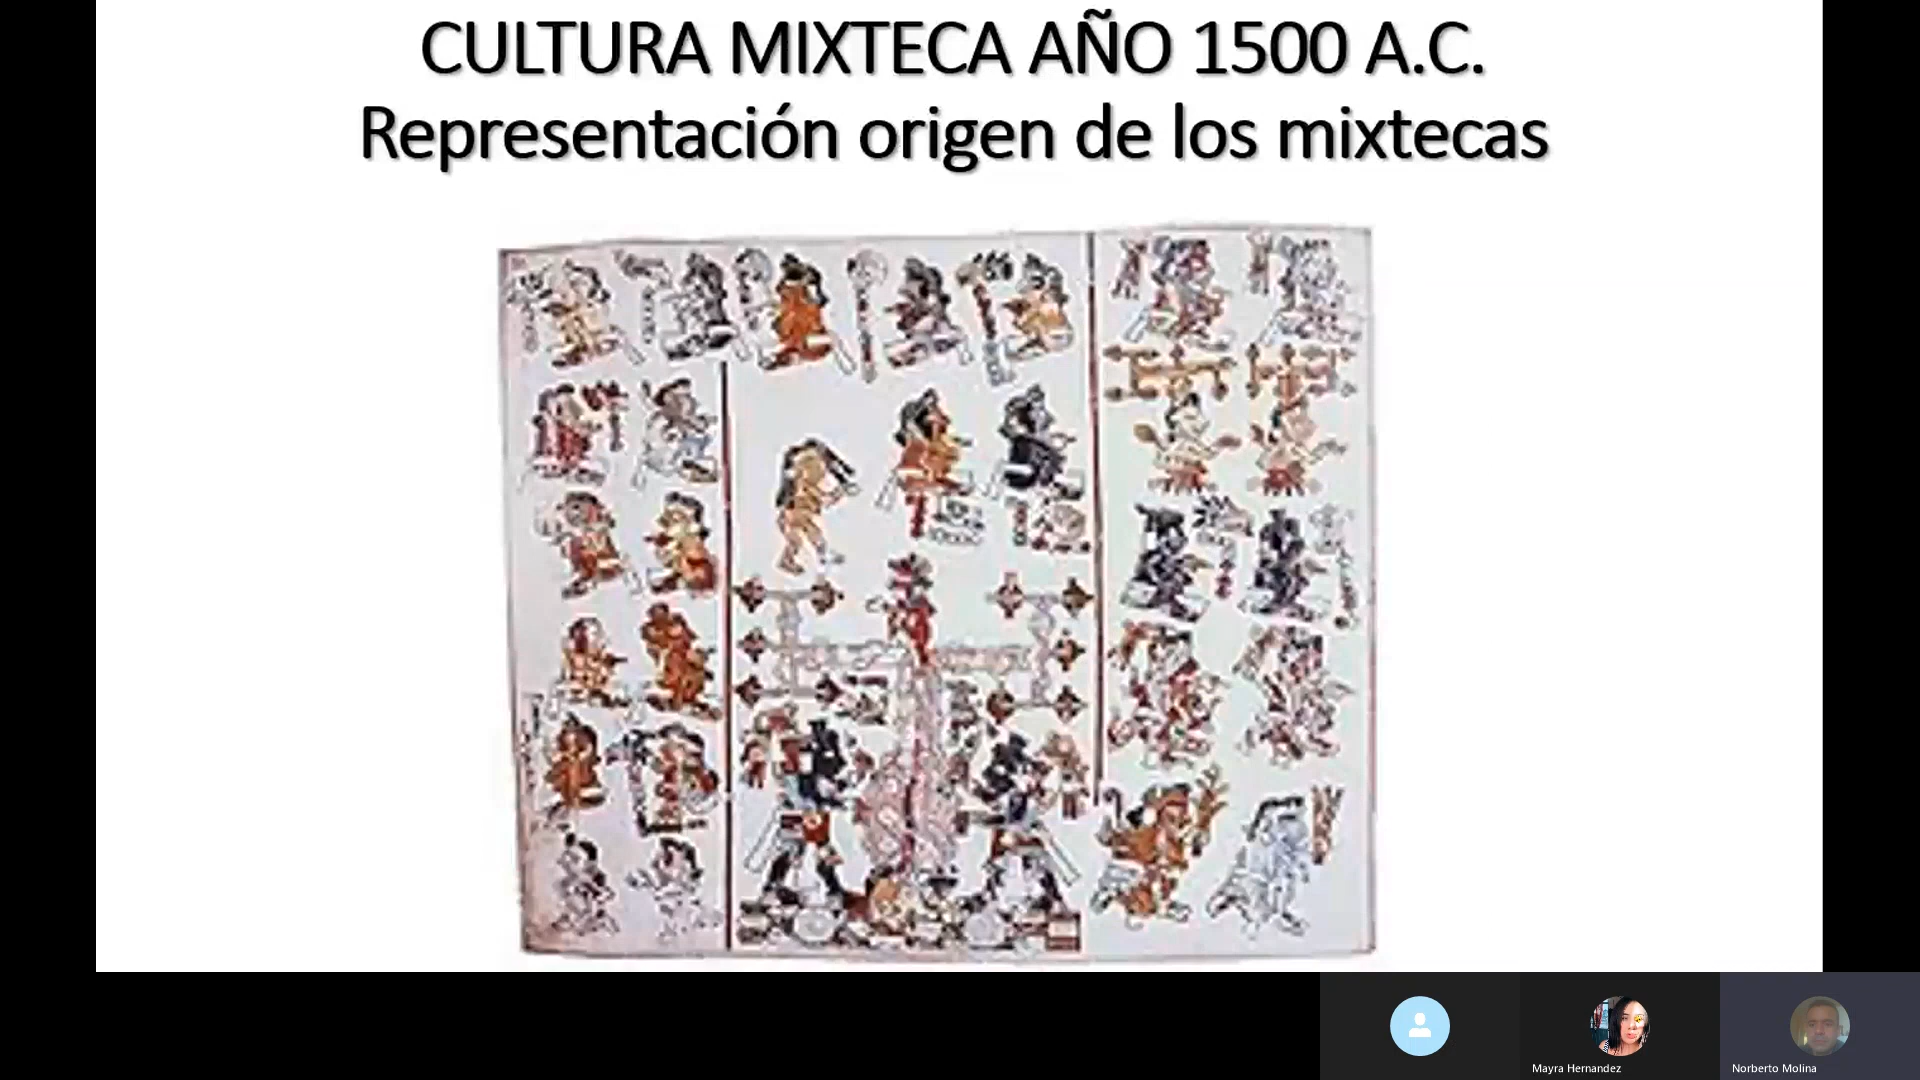 CULTURA MIXTECA AÑO 1500 A.C.
Representación origen de los mixtecas
Mayra Hernandez
Norberto Molina